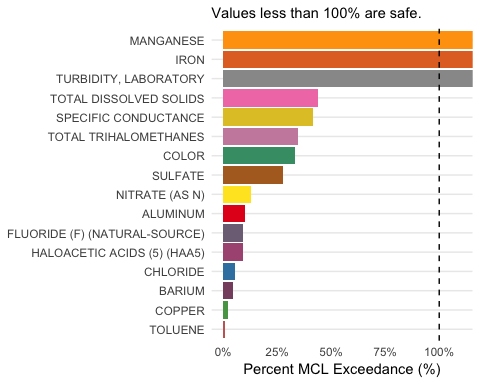 Values less than 100% are safe.
MANGANESE
IRON
TURBIDITY, LABORATORY
TOTAL DISSOLVED SOLIDS
SPECIFIC CONDUCTANCE
TOTAL TRIHALOMETHANES
COLOR
SULFATE
NITRATE (AS N)
ALUMINUM
FLUORIDE (F) (NATURAL-SOURCE)
HALOACETIC ACIDS (5) (HAA5)
CHLORIDE
BARIUM
COPPER
TOLUENE
0% 25% 50% 75% 100%
Percent MCL Exceedance (%)